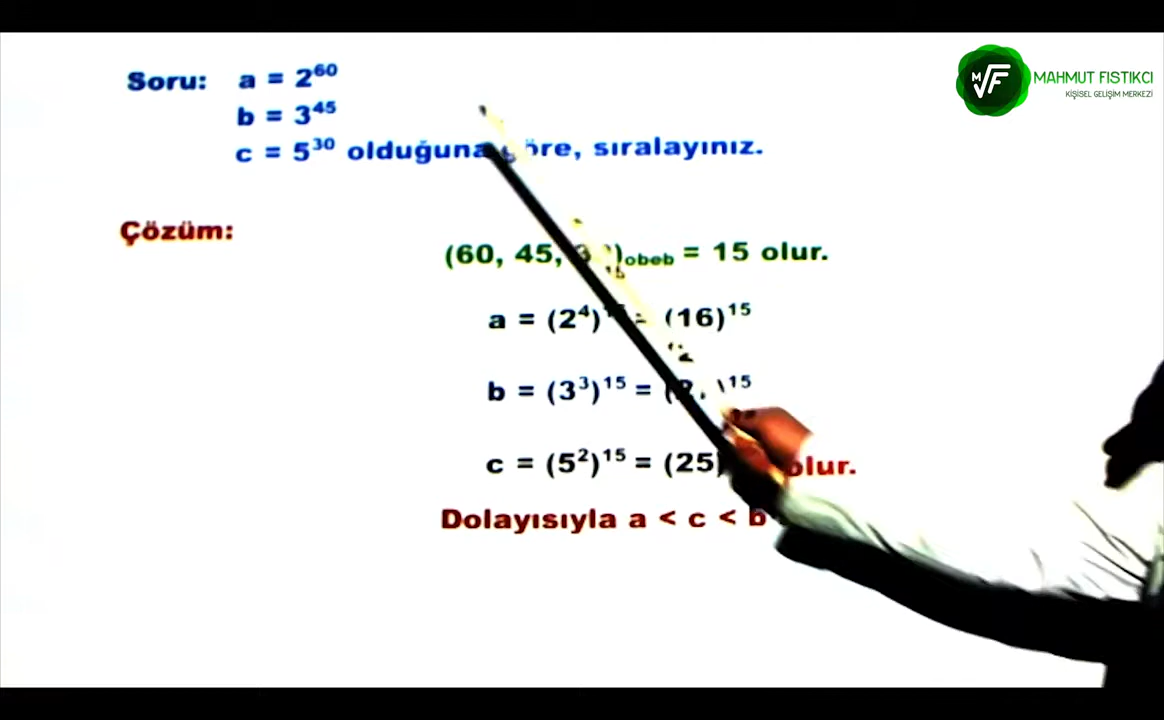 Soru: a = 2⁶⁰
b = 3⁴⁵
c = 5³⁰ olduğuna göre, sıralayınız.
MVF
MAHMUT FISTIKCI
KİŞİSEL GELİŞİM MERKEZİ
Çözüm:
(60, 45, )obeb = 15 olur.
a = (2⁴) = (16)¹⁵
b = (3³)¹⁵ = ( )¹⁵
c = (5²)¹⁵ = (25) olur.
Dolayısıyla a < c < b